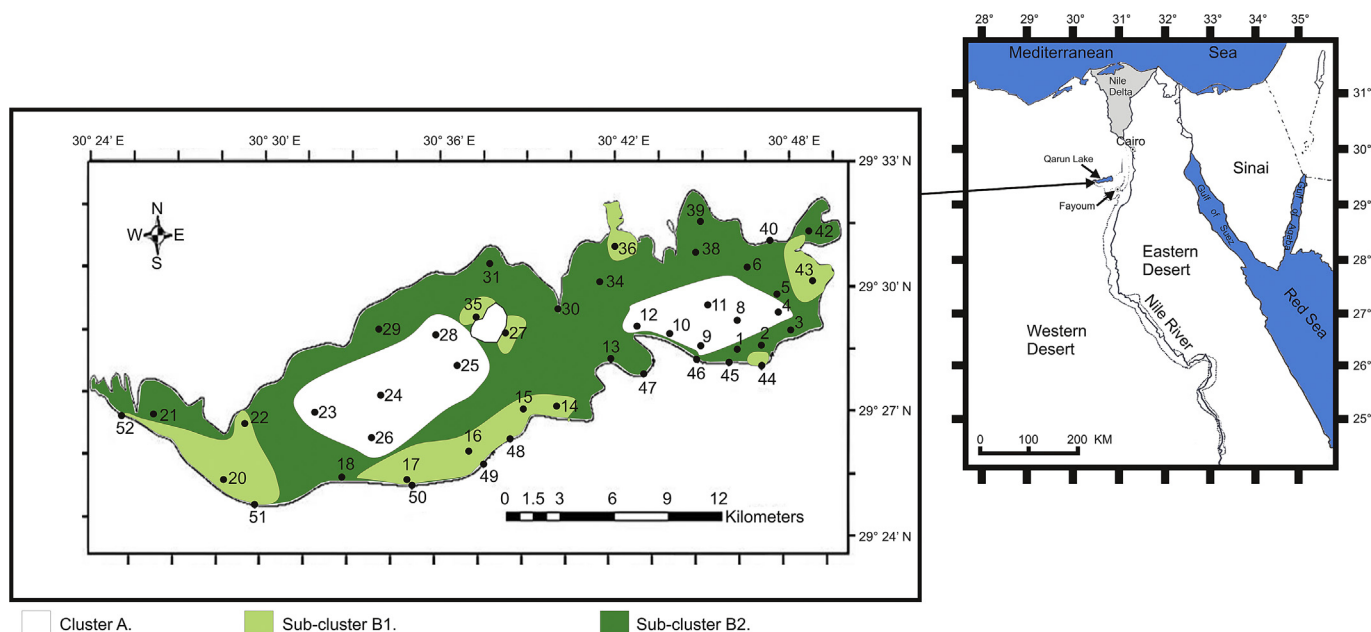 30° 24' E
30° 30' E
30° 36' E
30° 42' E
30° 48' E
29° 33' N
29° 30' N
29° 27' N
29° 24' N
N
W E
S
39
40
42
38
36
6
43
31
34
5
35
30
11
8
4
12
10
9
1
2
3
29
28
27
25
13
46
45
44
47
24
23
15
14
21
52
22
26
16
48
18
17
49
20
50
51
0 1.5 3 6 9 12
Kilometers
Cluster A.
Sub-cluster B1.
Sub-cluster B2.
28° 29° 30° 31° 32° 33° 34° 35°
Mediterranean Sea
Nile
Delta
31°
Cairo
30°
Qarun Lake
Sinai
Fayoum
29°
Gulf of Suez
Gulf of Aqaba
Eastern
Desert
28°
Red Sea
Nile River
27°
Western
Desert
26°
25°
0 100 200 KM